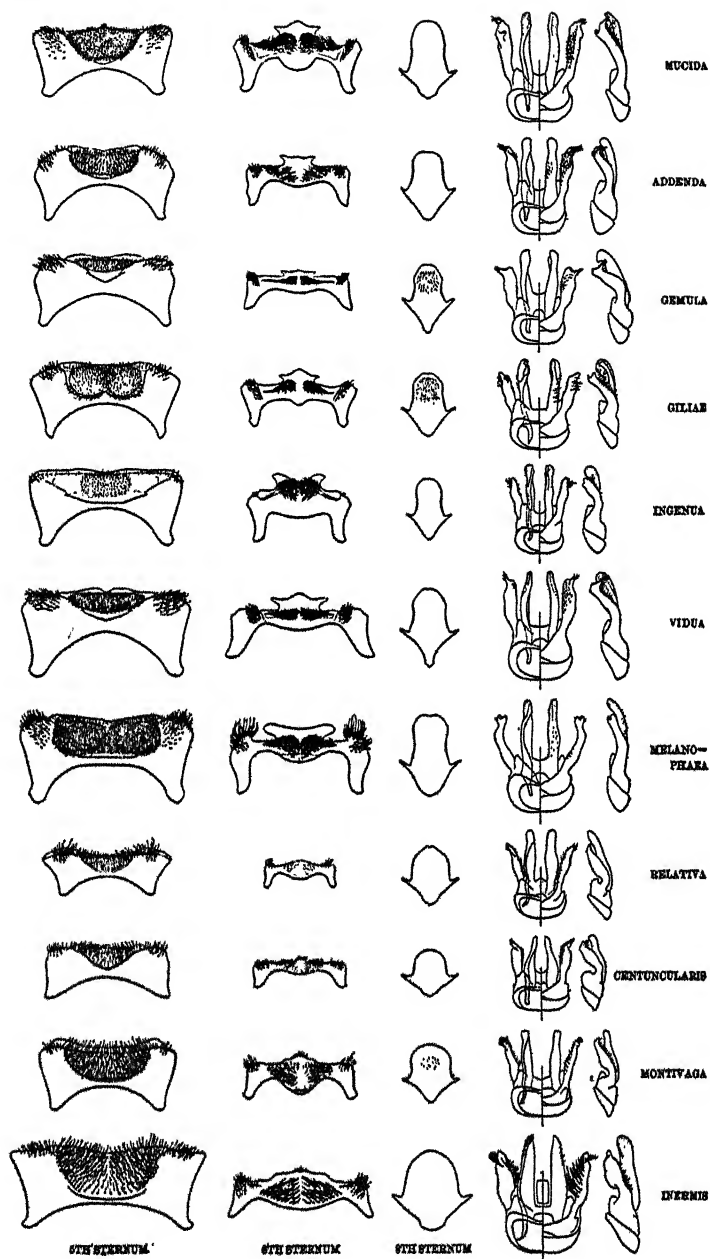 MUCIDA
ADDENDA
GEMULA
GILIAE
INGENUA
VIDUA
MELANO-
PHAEA
RELATIVA
CENTUNCULARIS
MONTIVAGA
INERMIS
5TH STERNUM 6TH STERNUM 8TH STERNUM